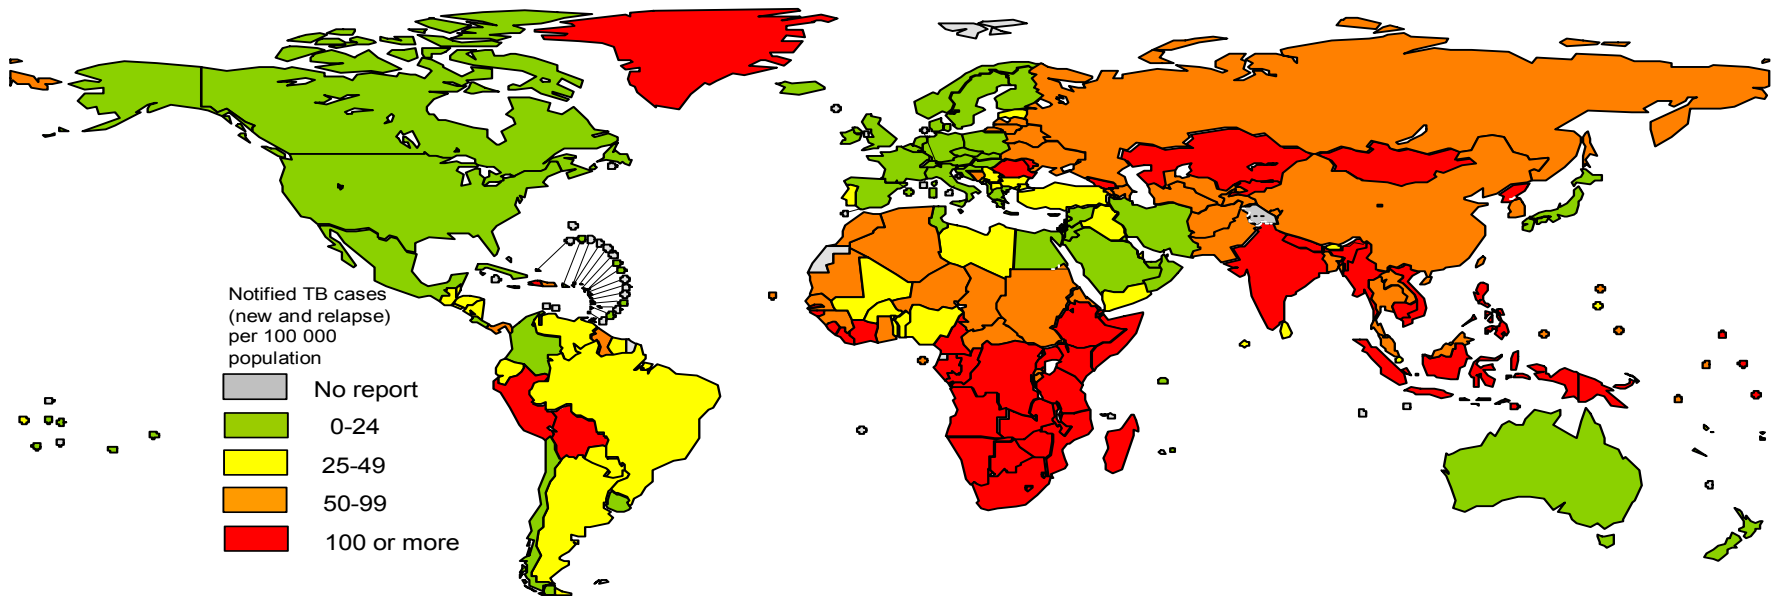 Notified TB cases
(new and relapse)
per 100 000
population
No report
0-24
25-49
50-99
100 or more